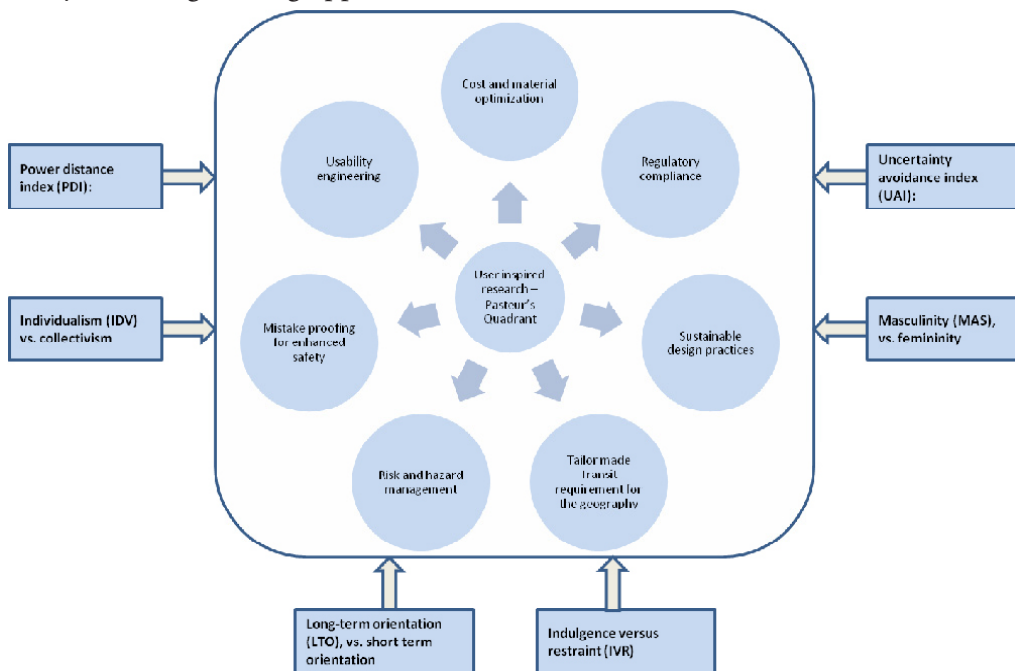 Cost and material
optimization
Usability
engineering
Regulatory
compliance
Power distance
index (PDI):
Uncertainty
avoidance index
(UAI):
User inspired
research –
Pasteur's
Quadrant
Individualism (IDV)
vs. collectivism
Mistake proofing
for enhanced
safety
Sustainable
design practices
Masculinity (MAS),
vs. femininity
Risk and hazard
management
Tailor made
transit
requirement for
the geography
Long-term orientation
(LTO), vs. short term
orientation
Indulgence versus
restraint (IVR)